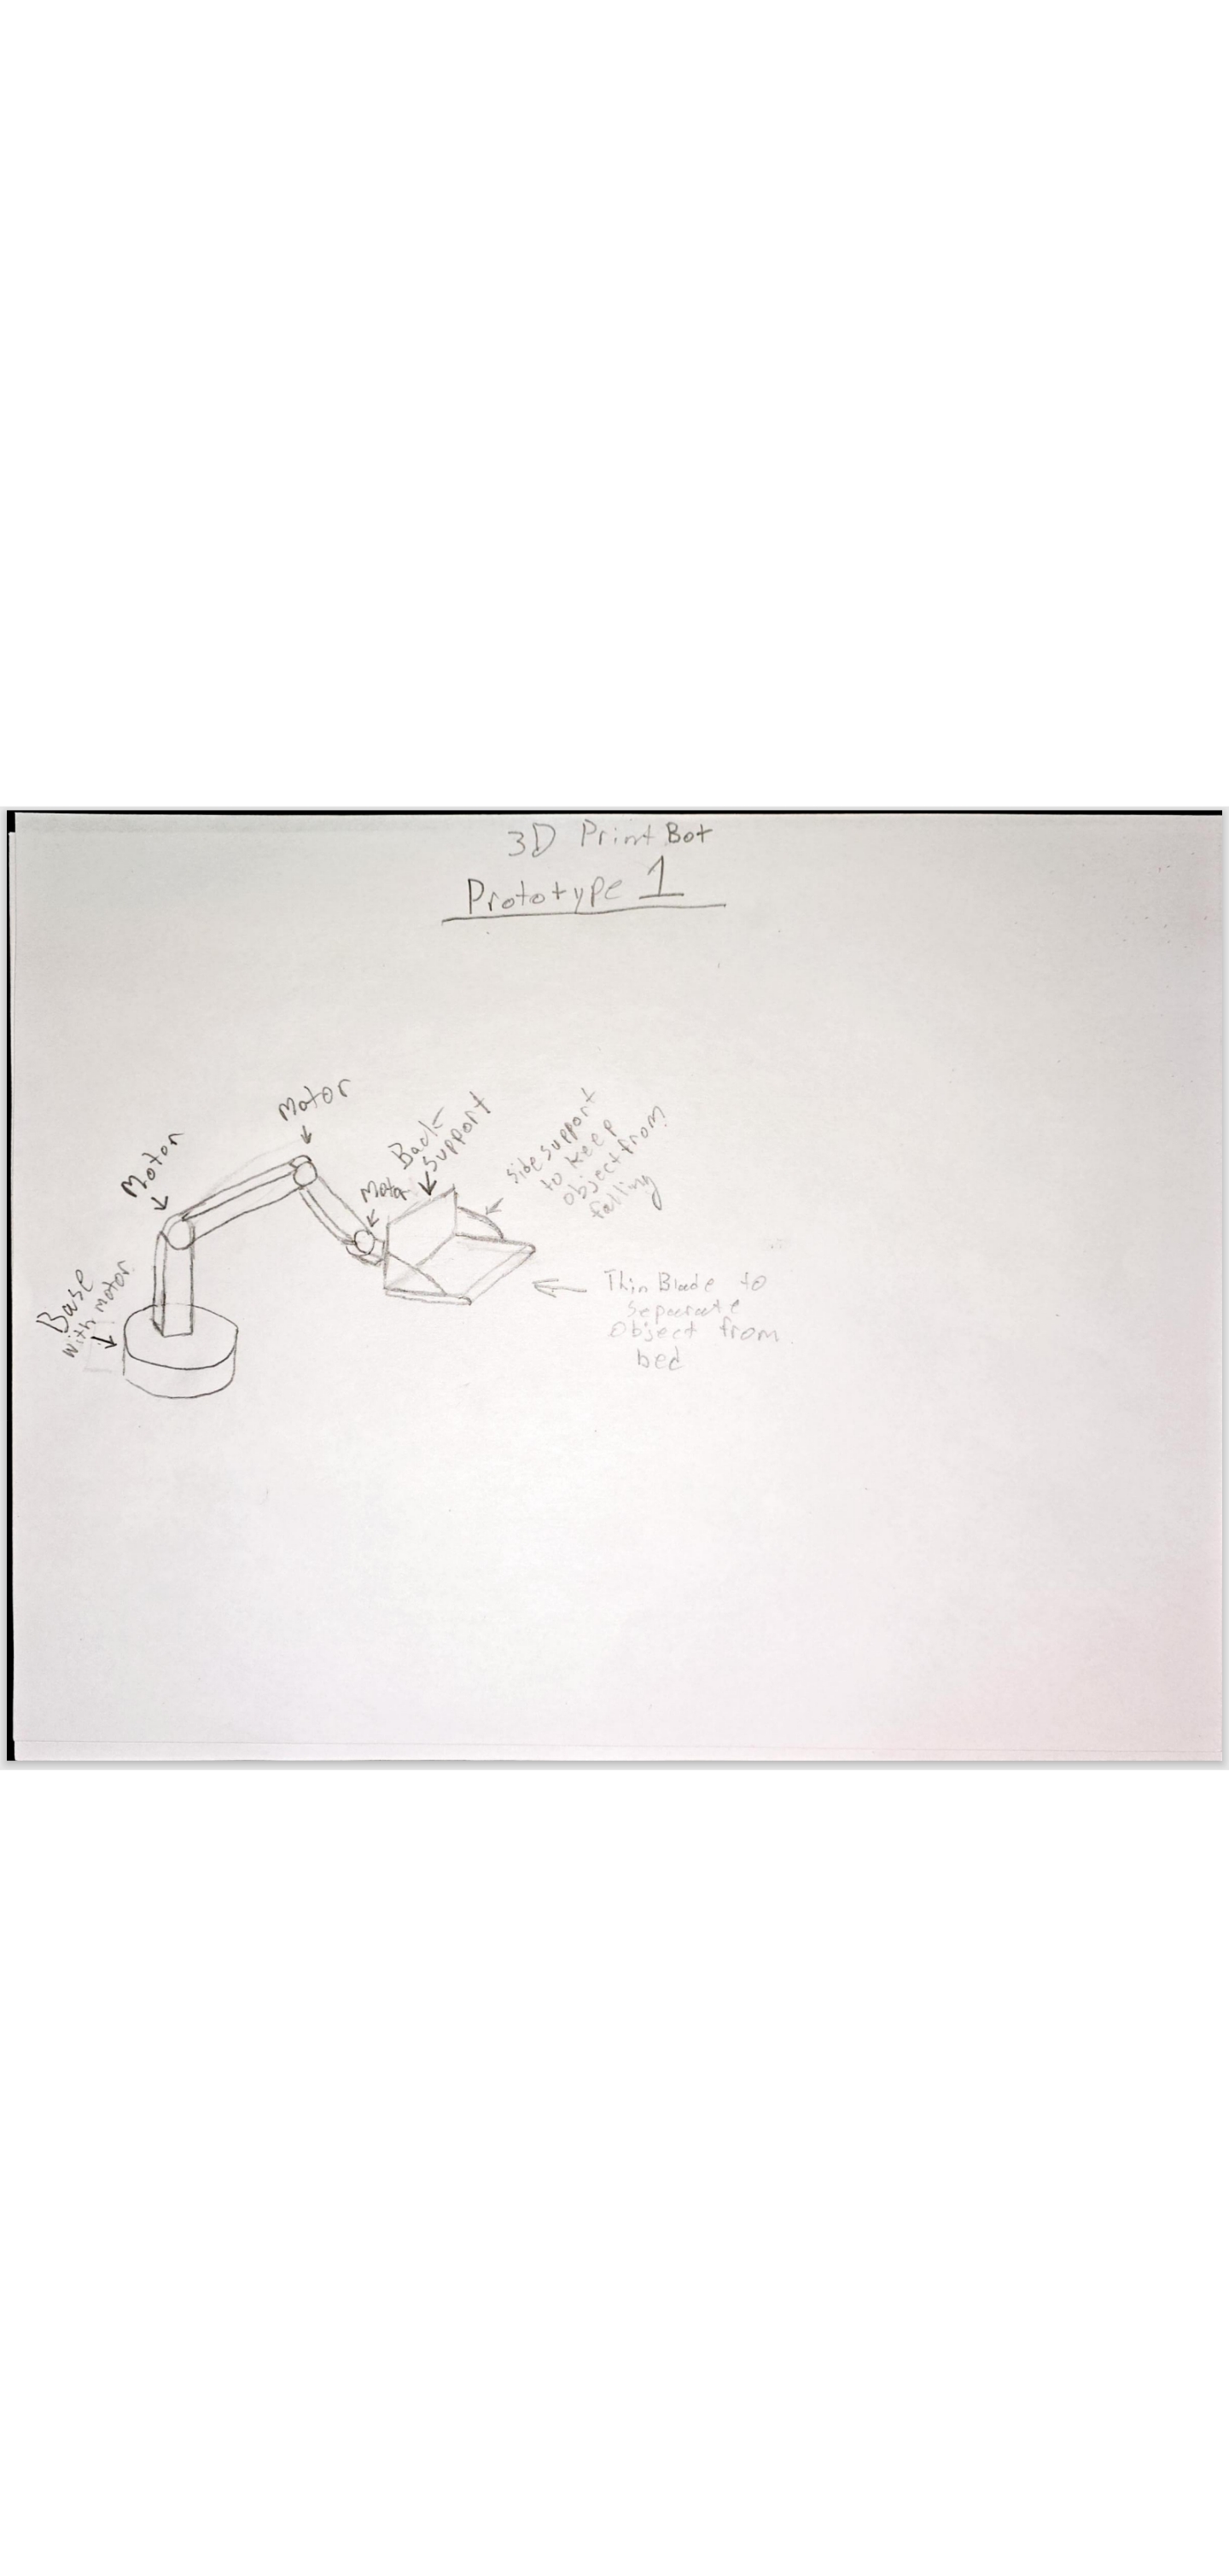 3D Print Bot
Prototype 1
Motor
Motor
Back
support
side support
to keep
object from
falling
Motor
Base
with motor
Thin Blade to
separate
Object from
bed